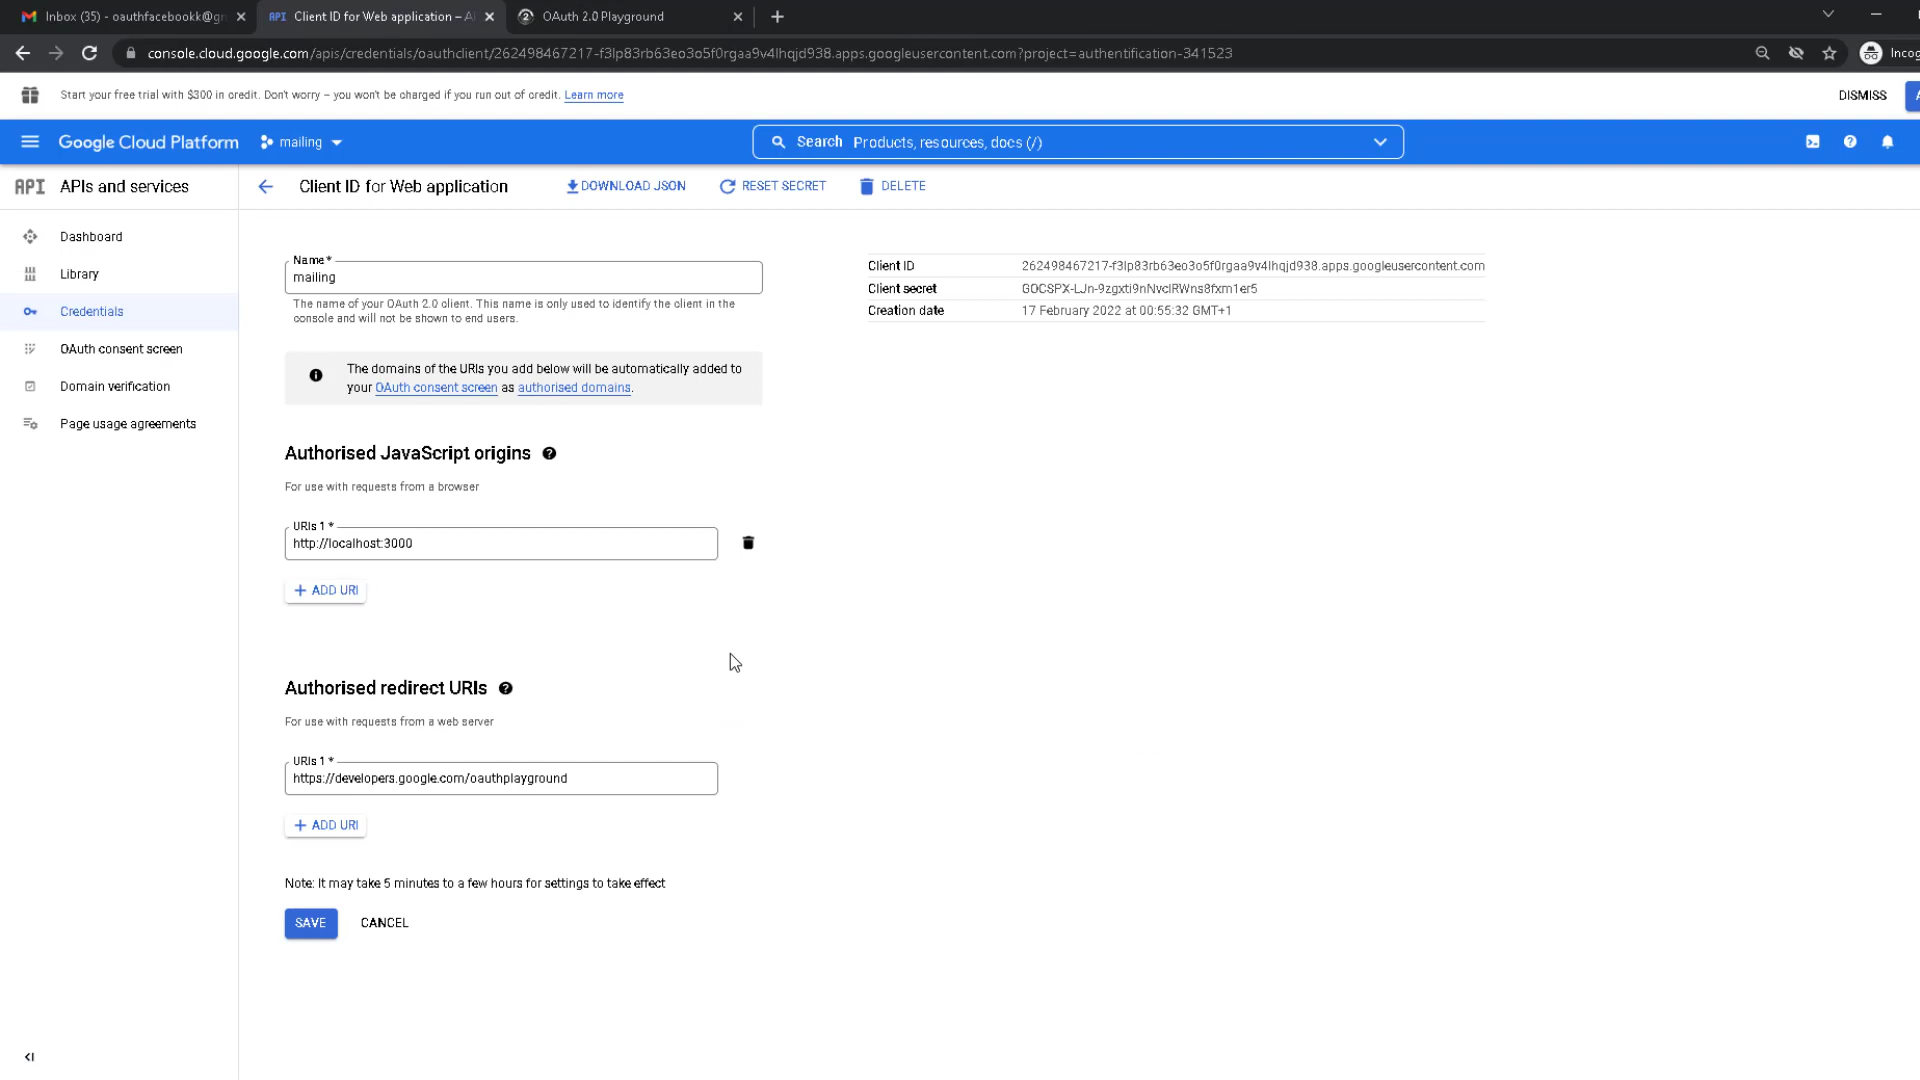 Inbox (35) - oauthfacebookk@gm
API Client ID for Web application – A
OAuth 2.0 Playground
console.cloud.google.com/apis/credentials/oauthclient/262498467217-f3lp83rb63eo3o5f0rgaa9v4lhqjd938.apps.googleusercontent.com?project=authentification-341523
Incog
Start your free trial with $300 in credit. Don't worry – you won't be charged if you run out of credit. Learn more
DISMISS
A
Google Cloud Platform
mailing
Search Products, resources, docs (/)
API APIs and services
Client ID for Web application
DOWNLOAD JSON
RESET SECRET
DELETE
Dashboard
Library
Credentials
OAuth consent screen
Domain verification
Page usage agreements
Name *
mailing
The name of your OAuth 2.0 client. This name is only used to identify the client in the
console and will not be shown to end users.
Client ID 262498467217-f3lp83rb63eo3o5f0rgaa9v4lhqjd938.apps.googleusercontent.com
Client secret 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
Creation date 17 February 2022 at 00:55:32 GMT+1
The domains of the URIs you add below will be automatically added to
your OAuth consent screen as authorised domains.
Authorised JavaScript origins
For use with requests from a browser
URIs 1 *
http://localhost:3000
+ ADD URI
Authorised redirect URIs
For use with requests from a web server
URIs 1 *
https://developers.google.com/oauthplayground
+ ADD URI
Note: It may take 5 minutes to a few hours for settings to take effect
SAVE
CANCEL